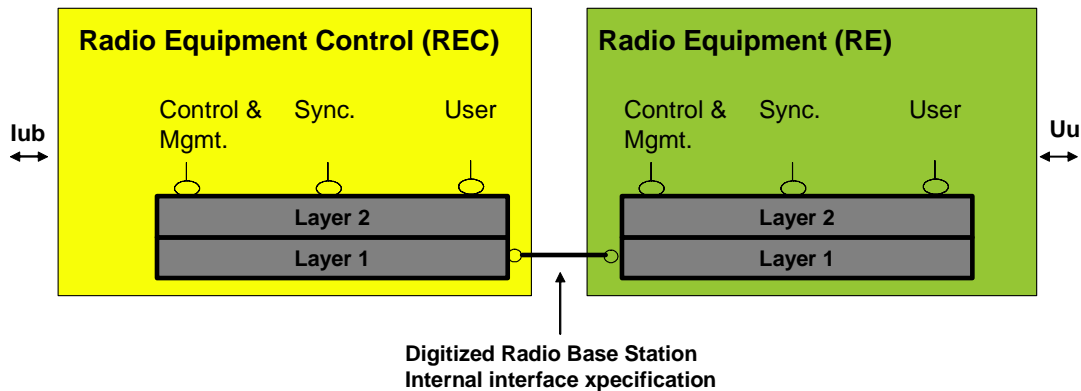 Radio Equipment Control (REC)
Radio Equipment (RE)
Control & Sync. User
Mgmt.
Control & Sync. User
Mgmt.
Iub
Uu
Layer 2
Layer 1
Layer 2
Layer 1
Digitized Radio Base Station
Internal interface xpecification